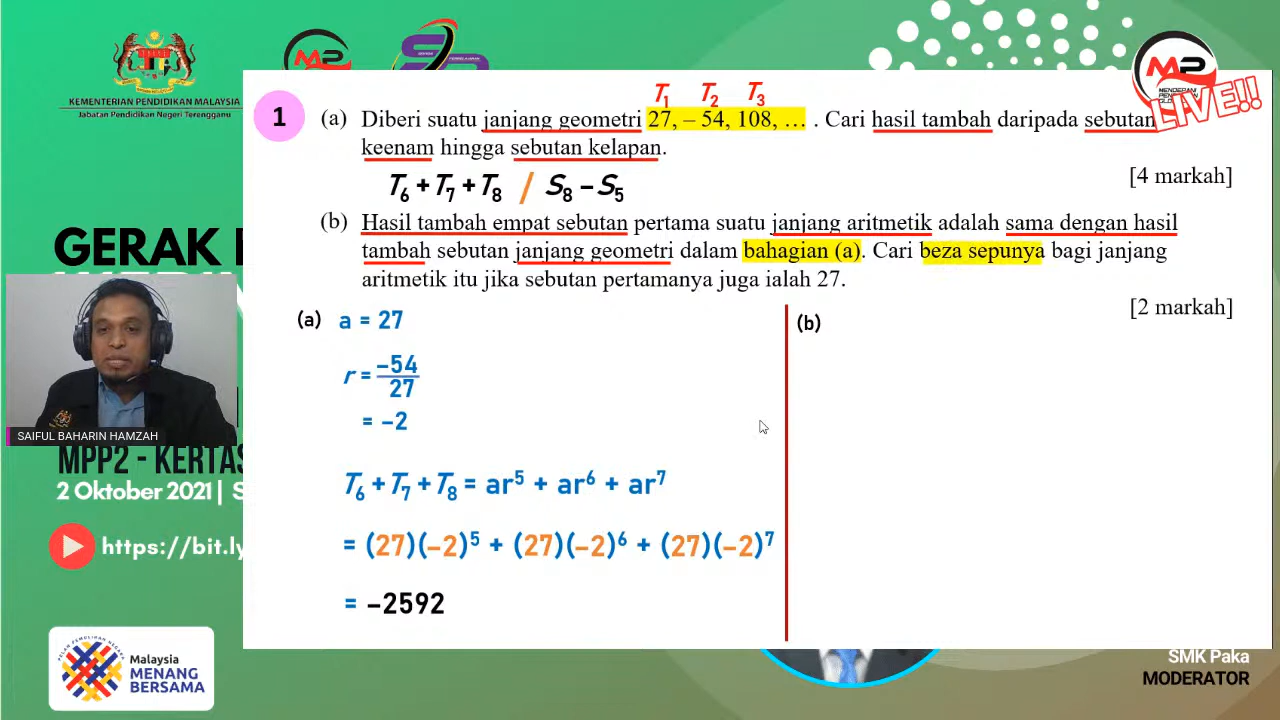 KEMENTERIAN PENDIDIKAN MALAYSIA
Jabatan Pendidikan Negeri Terengganu
MP
MP
LIVE!!
T₁ T₂ T₃
1 (a) Diberi suatu janjang geometri 27, – 54, 108, … . Cari hasil tambah daripada sebutan
keenam hingga sebutan kelapan.
[4 markah]
T₆ + T₇ + T₈ / S₈ – S₅
(b) Hasil tambah empat sebutan pertama suatu janjang aritmetik adalah sama dengan hasil
tambah sebutan janjang geometri dalam bahagian (a). Cari beza sepunya bagi janjang
aritmetik itu jika sebutan pertamanya juga ialah 27.
[2 markah]
(a) a = 27
r = –54/27
= –2
T₆ + T₇ + T₈ = ar⁵ + ar⁶ + ar⁷
= (27)(–2)⁵ + (27)(–2)⁶ + (27)(–2)⁷
= –2592
(b)
GERAK
SAIFUL BAHARIN HAMZAH
MPP2 - KERTAS
2 Oktober 2021 | S
https://bit.ly
Malaysia
MENANG
BERSAMA
SMK Paka
MODERATOR